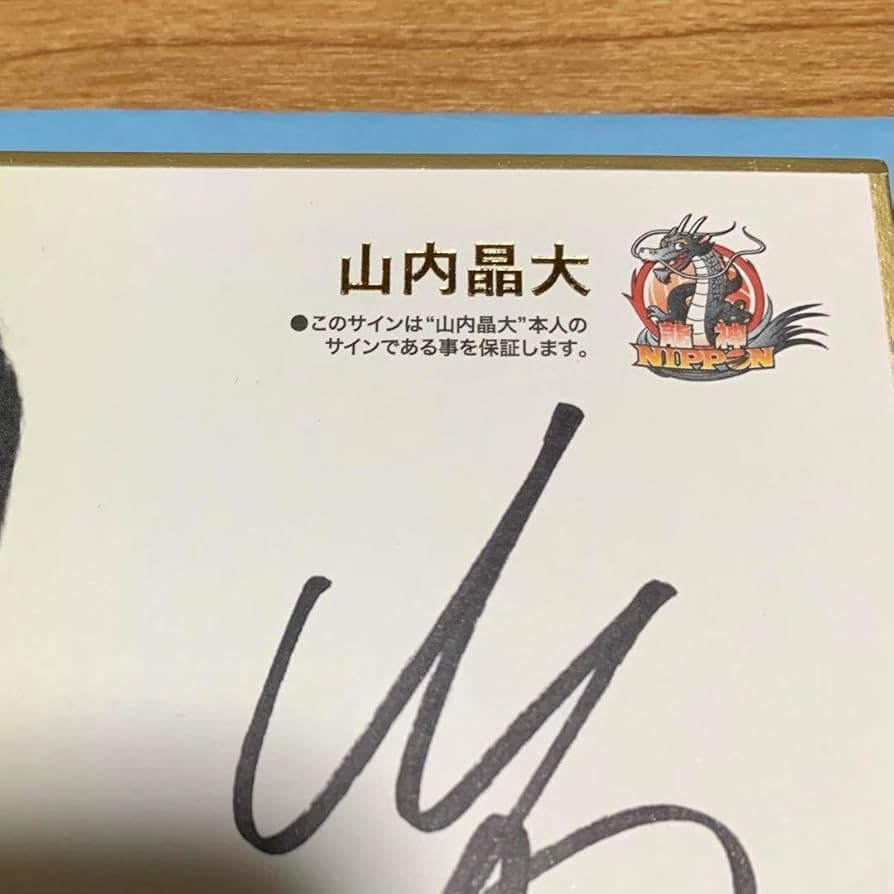 山内晶大
●このサインは“山内晶大”本人の
サインである事を保証します。
龍神
NIPPON